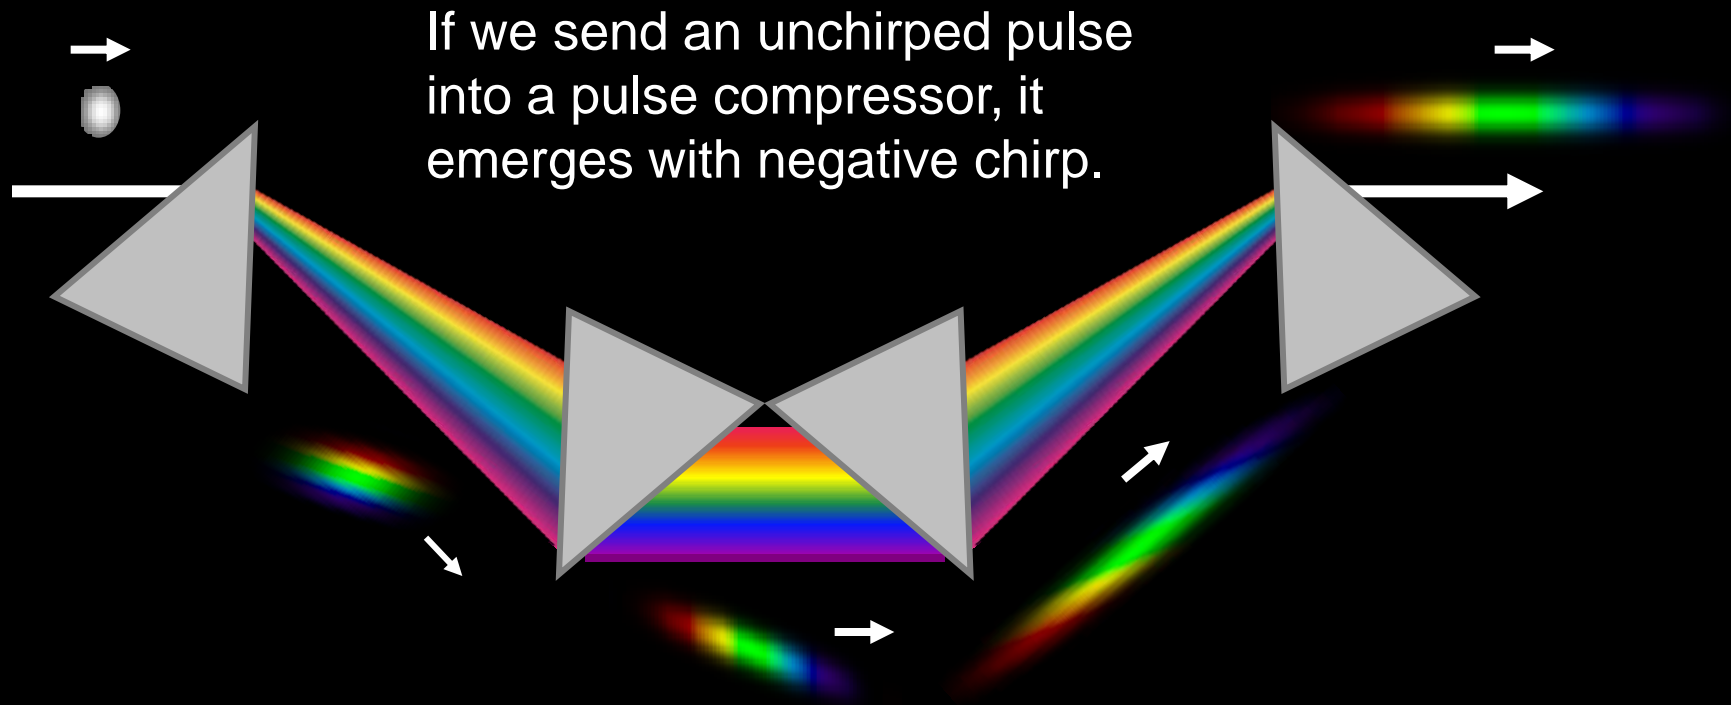 If we send an unchirped pulse
into a pulse compressor, it
emerges with negative chirp.